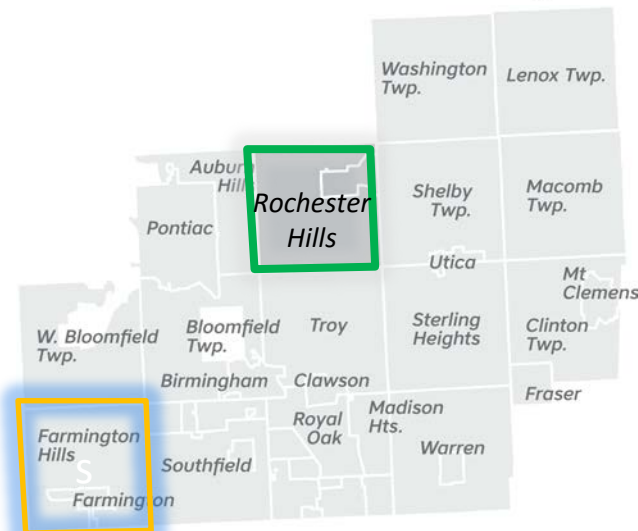 Washington
Twp.
Lenox Twp.
Auburn
Hills
Rochester
Hills
Shelby
Twp.
Macomb
Twp.
Pontiac
Utica
Mt
Clemens
W. Bloomfield
Twp.
Bloomfield
Twp.
Troy
Sterling
Heights
Clinton
Twp.
Birmingham
Clawson
Fraser
Farmington
Hills
S
Southfield
Royal
Oak
Madison
Hts.
Warren
Farmington